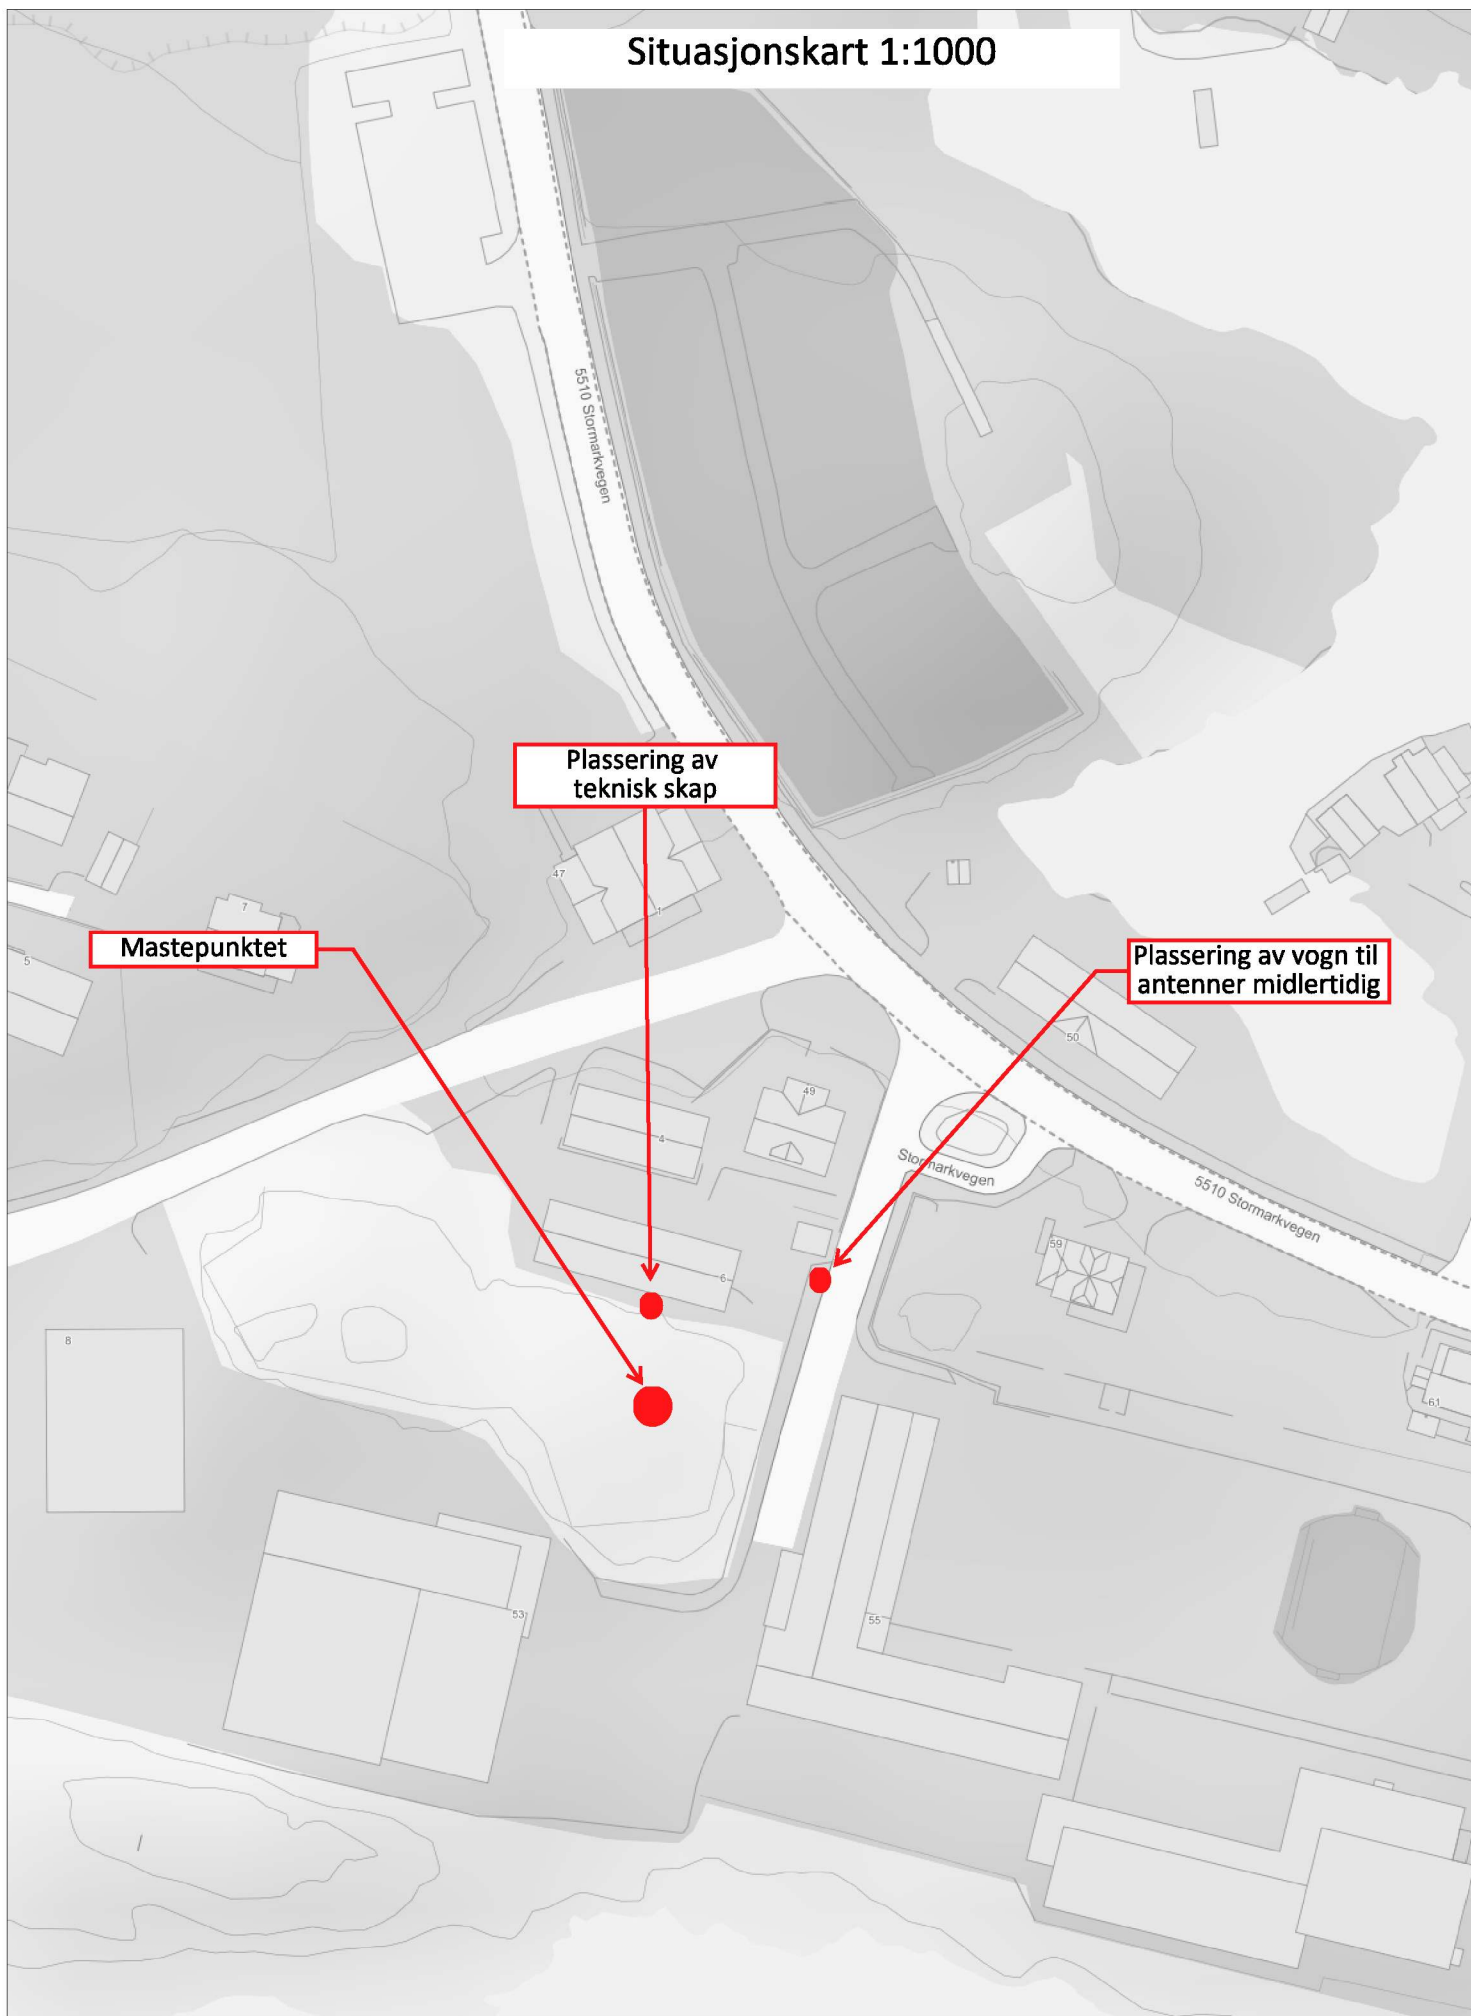 Situasjonskart 1:1000
5510 Stormarkvegen
Plassering av
teknisk skap
47
1
7
5
Mastepunktet
Plassering av vogn til
antenner midlertidig
50
49
4
Stormarkvegen
5510 Stormarkvegen
59
6
8
61
53
55